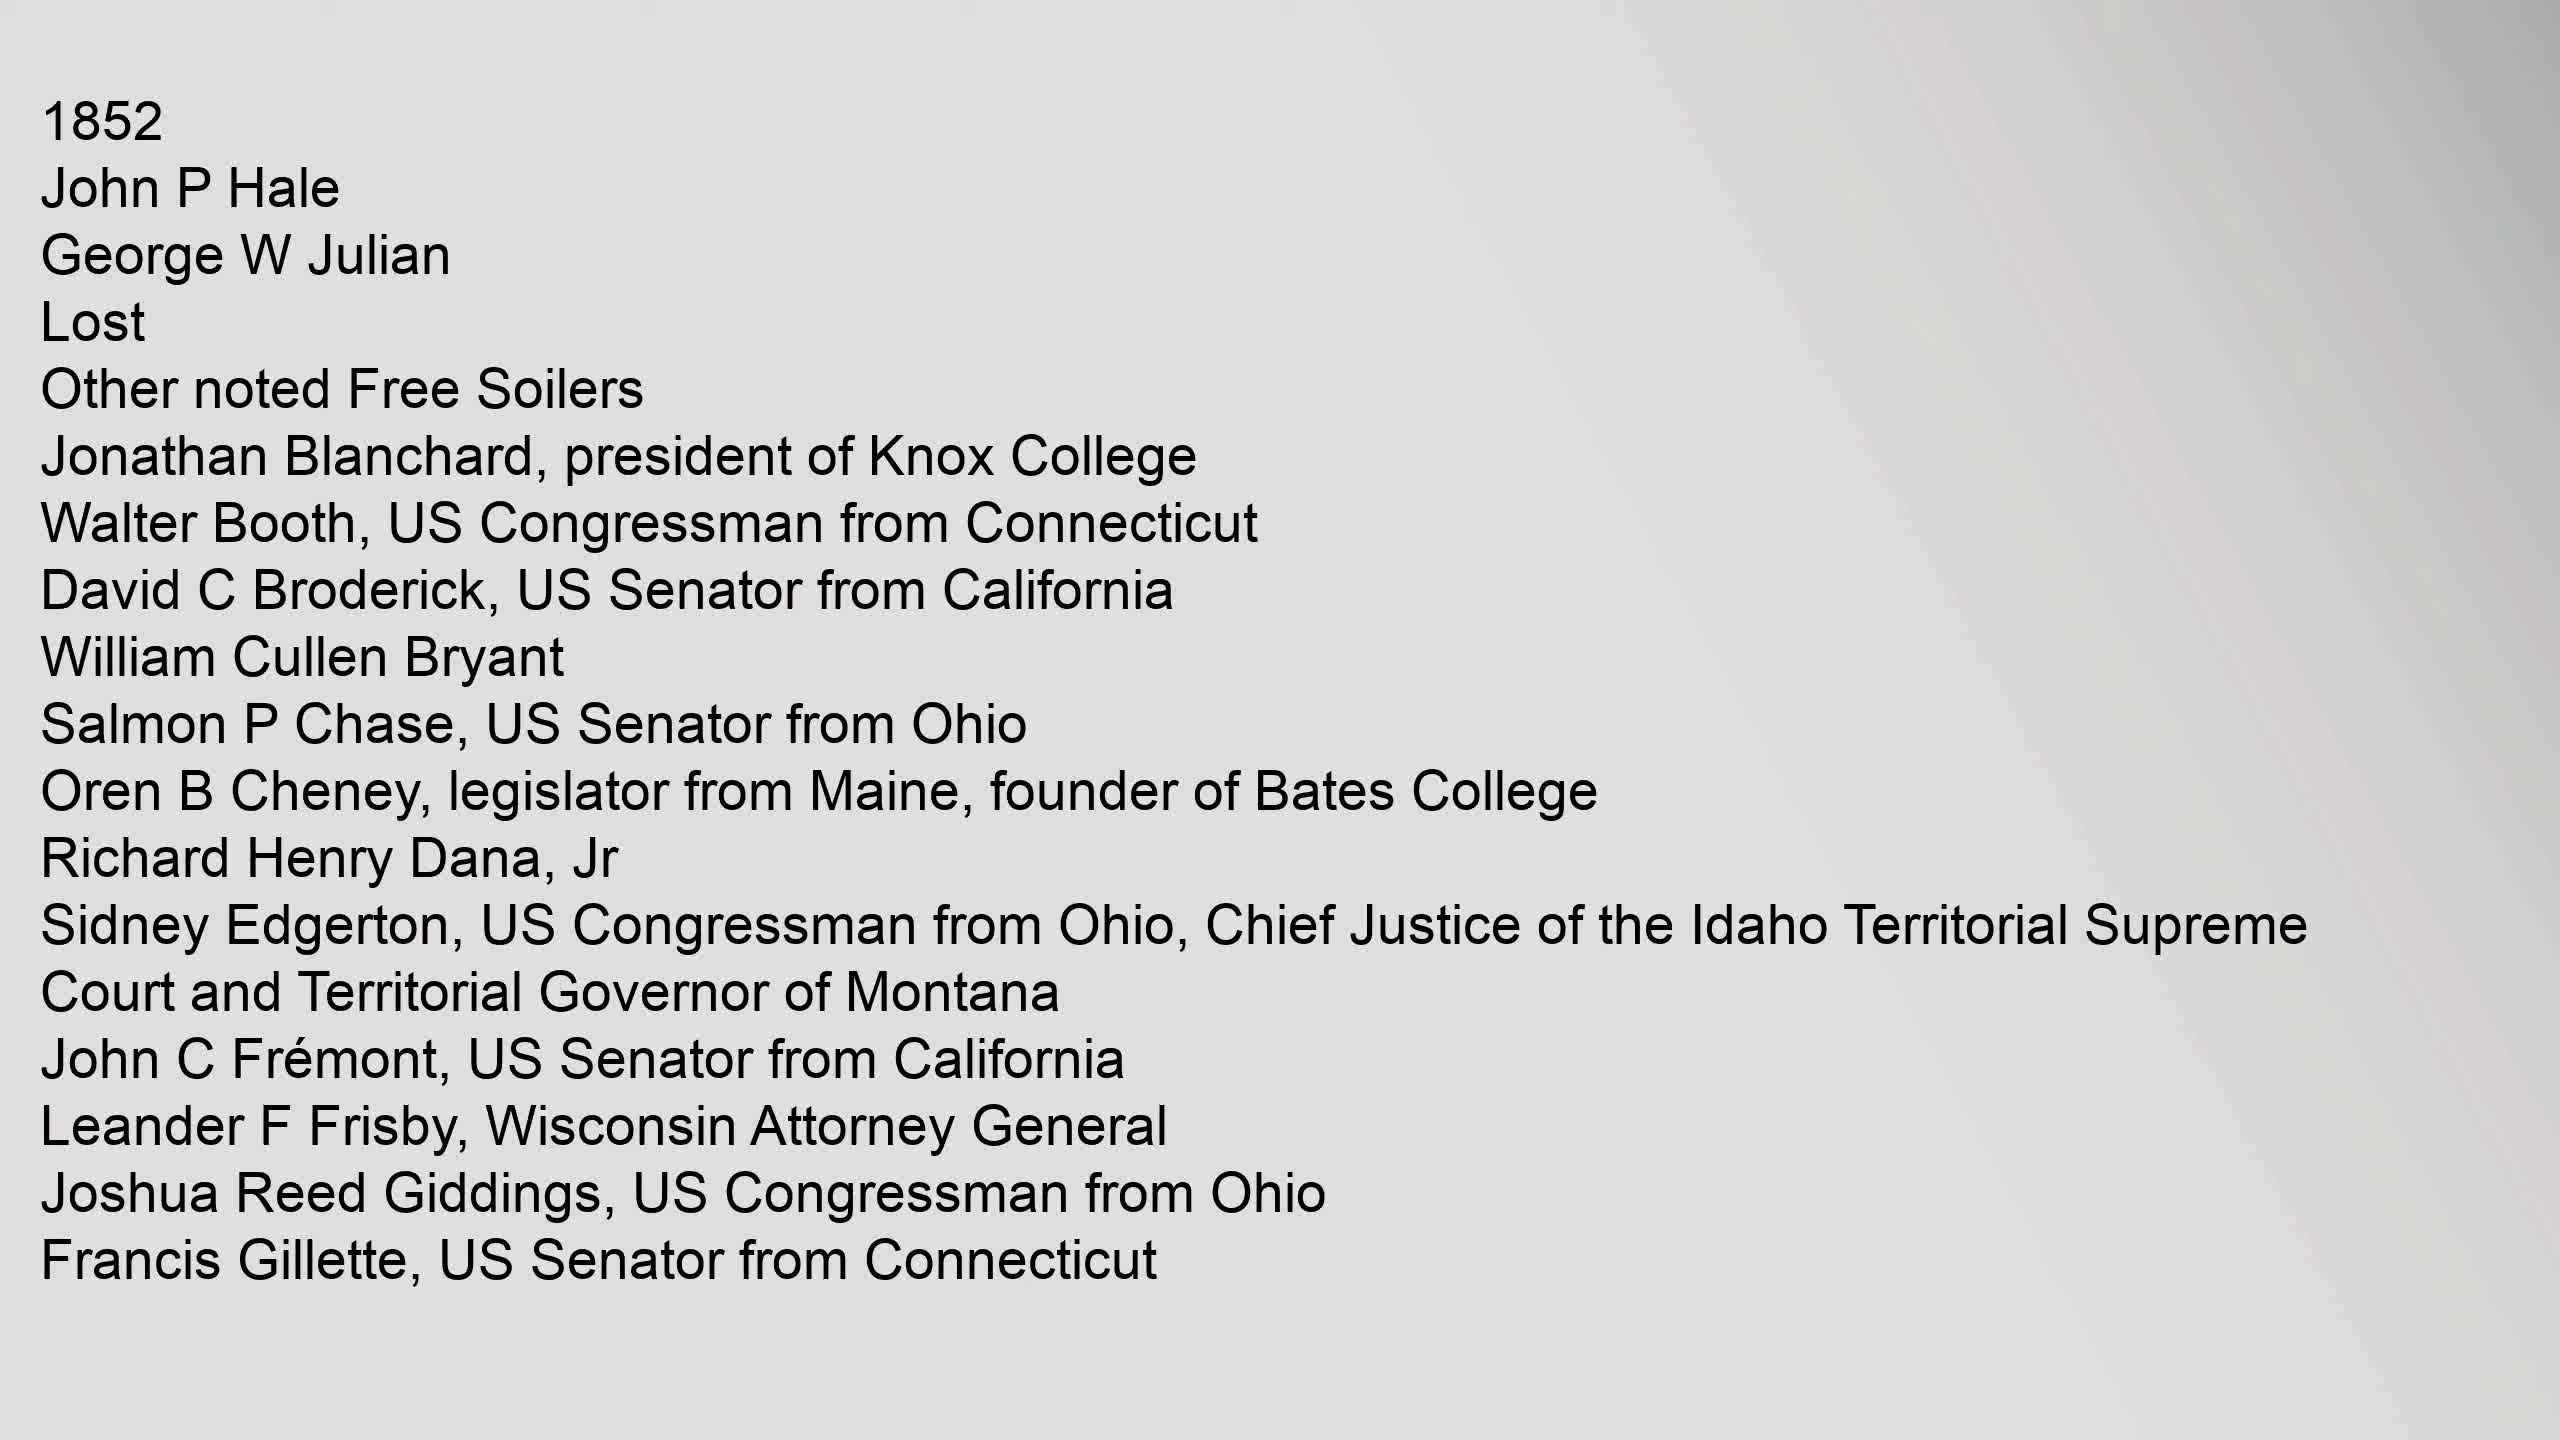 1852
John P Hale
George W Julian
Lost
Other noted Free Soilers
Jonathan Blanchard, president of Knox College
Walter Booth, US Congressman from Connecticut
David C Broderick, US Senator from California
William Cullen Bryant
Salmon P Chase, US Senator from Ohio
Oren B Cheney, legislator from Maine, founder of Bates College
Richard Henry Dana, Jr
Sidney Edgerton, US Congressman from Ohio, Chief Justice of the Idaho Territorial Supreme
Court and Territorial Governor of Montana
John C Frémont, US Senator from California
Leander F Frisby, Wisconsin Attorney General
Joshua Reed Giddings, US Congressman from Ohio
Francis Gillette, US Senator from Connecticut